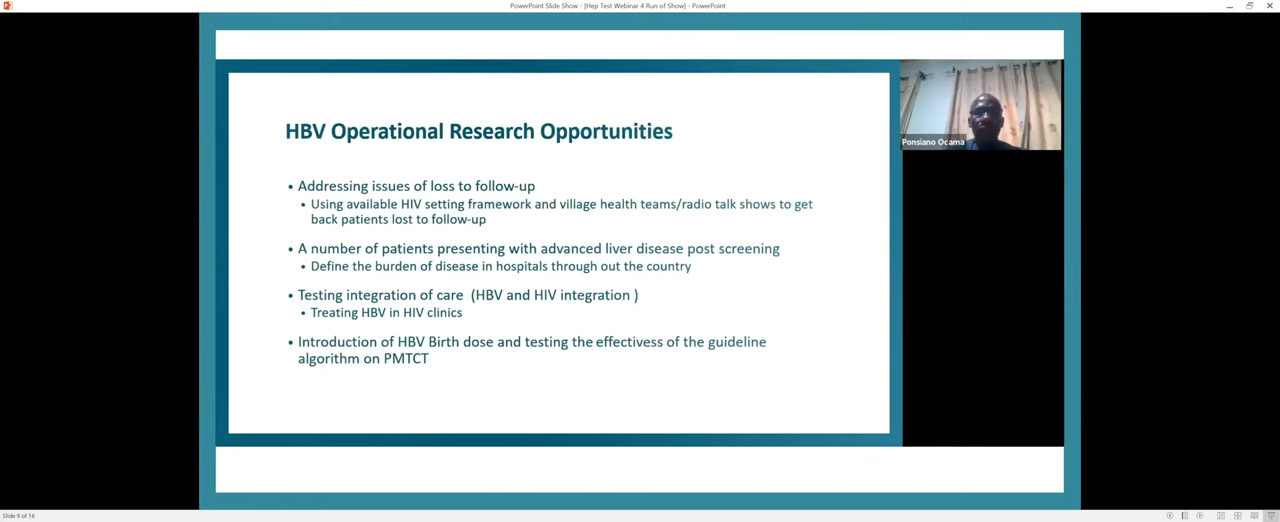 PowerPoint Slide Show - [Hep Test Webinar 4 Run of Show] - PowerPoint
HBV Operational Research Opportunities
• Addressing issues of loss to follow-up
• Using available HIV setting framework and village health teams/radio talk shows to get
back patients lost to follow-up
• A number of patients presenting with advanced liver disease post screening
• Define the burden of disease in hospitals through out the country
• Testing integration of care (HBV and HIV integration )
• Treating HBV in HIV clinics
• Introduction of HBV Birth dose and testing the effectivess of the guideline
algorithm on PMTCT
Ponsiano Ocama
Slide 9 of 16